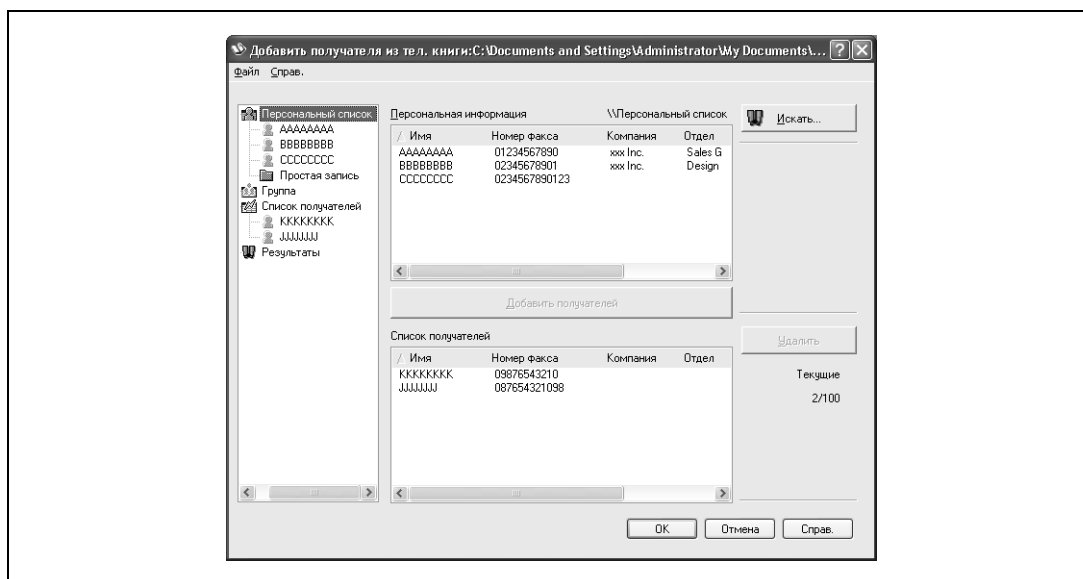 Добавить получателя из тел. книги:C:\Documents and Settings\Administrator\My Documents\...
Файл Справ.
Персональный список
AAAAAAAA
BBBBBBBB
CCCCCCCC
Простая запись
Группа
Список получателей
KKKKKKKK
JJJJJJJJ
Результаты
Персональная информация \\Персональный список
/ Имя Номер факса Компания Отдел
AAAAAAAA 01234567890 xxx Inc. Sales G
BBBBBBBB 02345678901 xxx Inc. Design
CCCCCCCC 0234567890123
Искать...
Добавить получателей
Список получателей
/ Имя Номер факса Компания Отдел
KKKKKKKK 09876543210
JJJJJJJJ 087654321098
Удалить
Текущие
2/100
OK Отмена Справ.